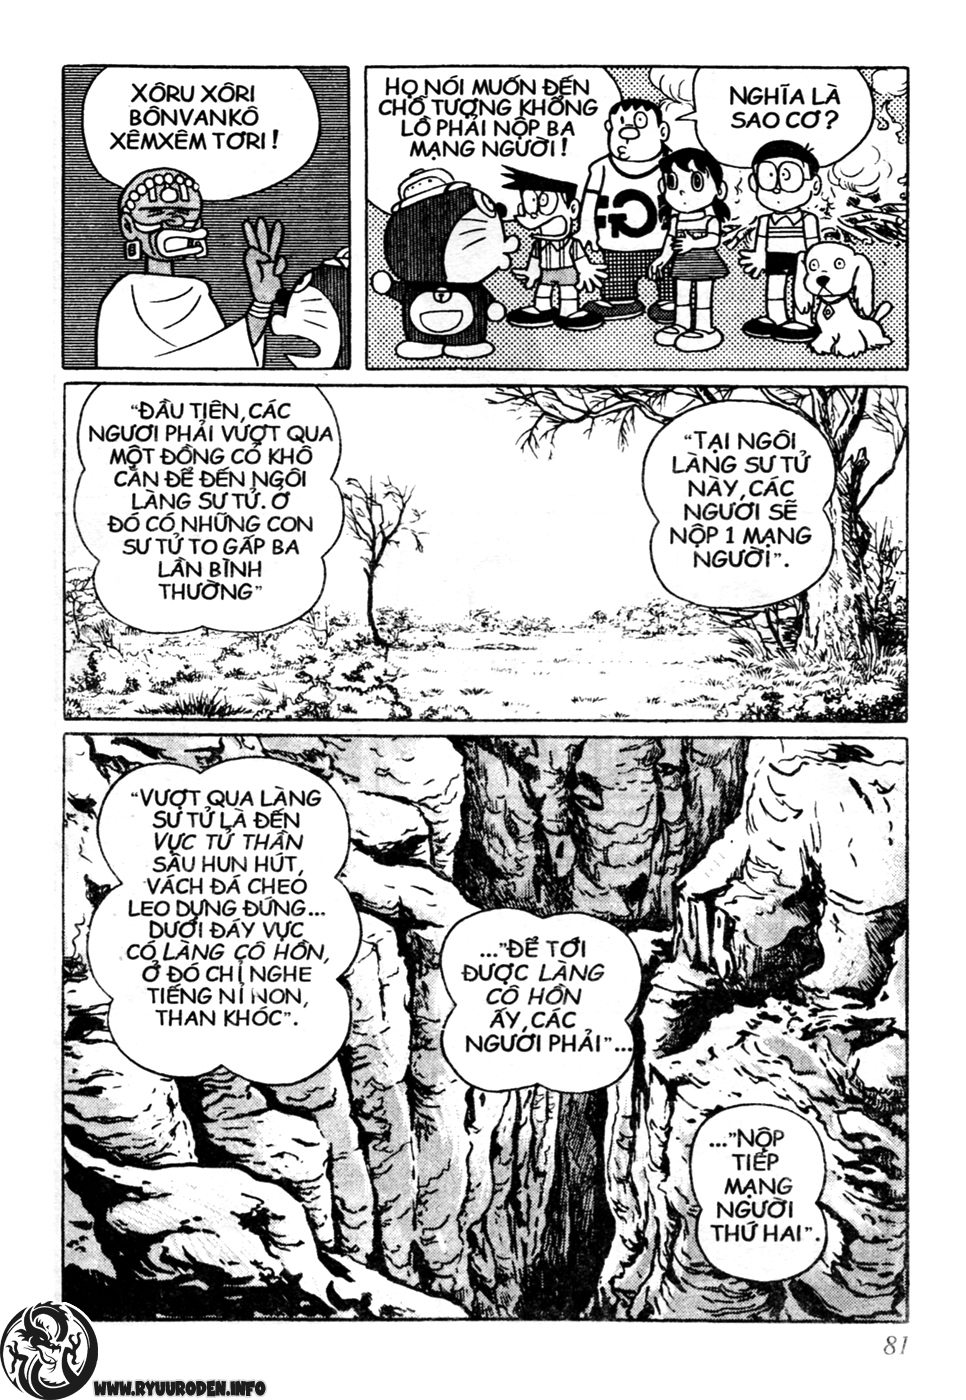 XÔRU XÔRI
BÔNVANKÔ
XÊMXÊM TƠRI!
HỌ NÓI MUỐN ĐẾN
CHỖ TƯỢNG KHỔNG
LỒ PHẢI NỘP BA
MẠNG NGƯỜI!
NGHĨA LÀ
SAO CƠ?
"ĐẦU TIÊN, CÁC
NGƯƠI PHẢI VƯỢT QUA
MỘT ĐỒNG CỎ KHÔ
CẰN ĐỂ ĐẾN NGÔI
LÀNG SƯ TỬ. Ở
ĐÓ CÓ NHỮNG CON
SƯ TỬ TO GẤP BA
LẦN BÌNH
THƯỜNG"
"TẠI NGÔI
LÀNG SƯ TỬ
NÀY, CÁC
NGƯƠI SẼ
NỘP 1 MẠNG
NGƯỜI".
"VƯỢT QUA LÀNG
SƯ TỬ LÀ ĐẾN
VỰC TỬ THẦN
SÂU HUN HÚT,
VÁCH ĐÁ CHEO
LEO DỰNG ĐỨNG...
DƯỚI ĐÁY VỰC
CÓ LÀNG CÔ HỒN,
Ở ĐÓ CHỈ NGHE
TIẾNG NỈ NON,
THAN KHÓC".
..."ĐỂ TỚI
ĐƯỢC LÀNG
CÔ HỒN
ẤY, CÁC
NGƯƠI PHẢI"...
..."NỘP
TIẾP
MẠNG
NGƯỜI
THỨ HAI".
81
WWW.RYUURODEN.INFO